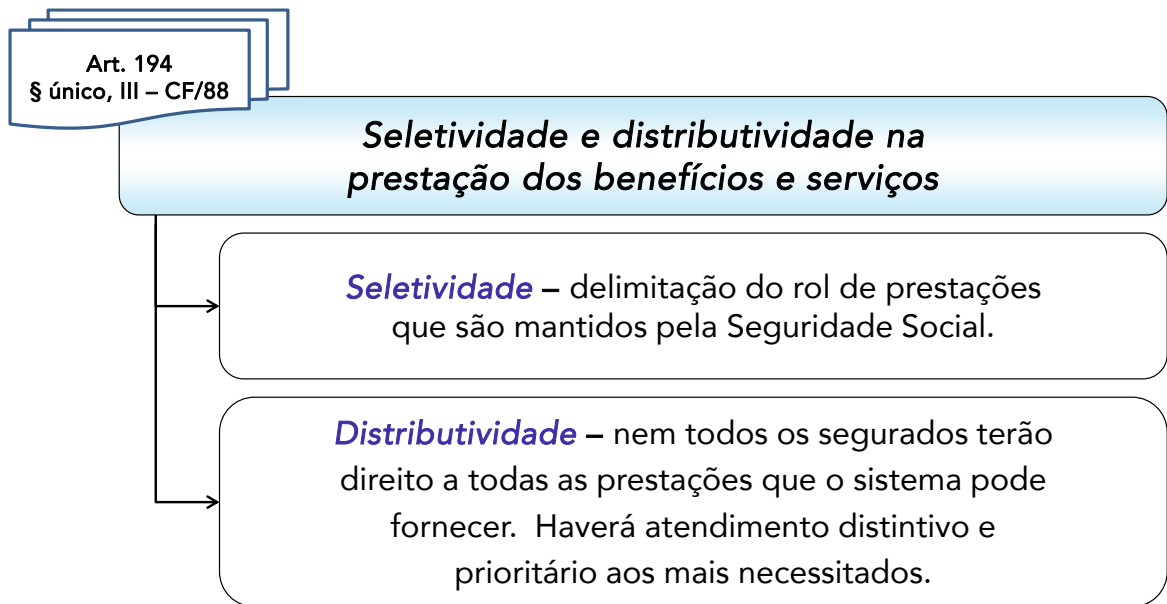 Art. 194
§ único, III – CF/88
Seletividade e distributividade na
prestação dos benefícios e serviços
Seletividade – delimitação do rol de prestações
que são mantidos pela Seguridade Social.
Distributividade – nem todos os segurados terão
direito a todas as prestações que o sistema pode
fornecer. Haverá atendimento distintivo e
prioritário aos mais necessitados.